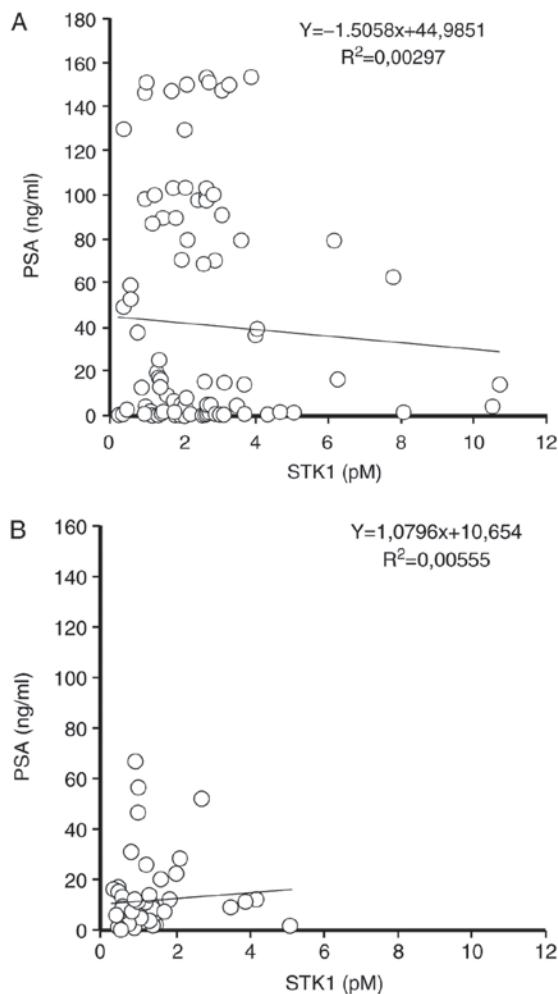 A
Y=−1.5058x+44,9851
R²=0,00297
180
160
140
120
100
80
60
40
20
0
PSA (ng/ml)
0 2 4 6 8 10 12
STK1 (pM)
B
Y=1,0796x+10,654
R²=0,00555
160
140
120
100
80
60
40
20
0
PSA (ng/ml)
0 2 4 6 8 10 12
STK1 (pM)